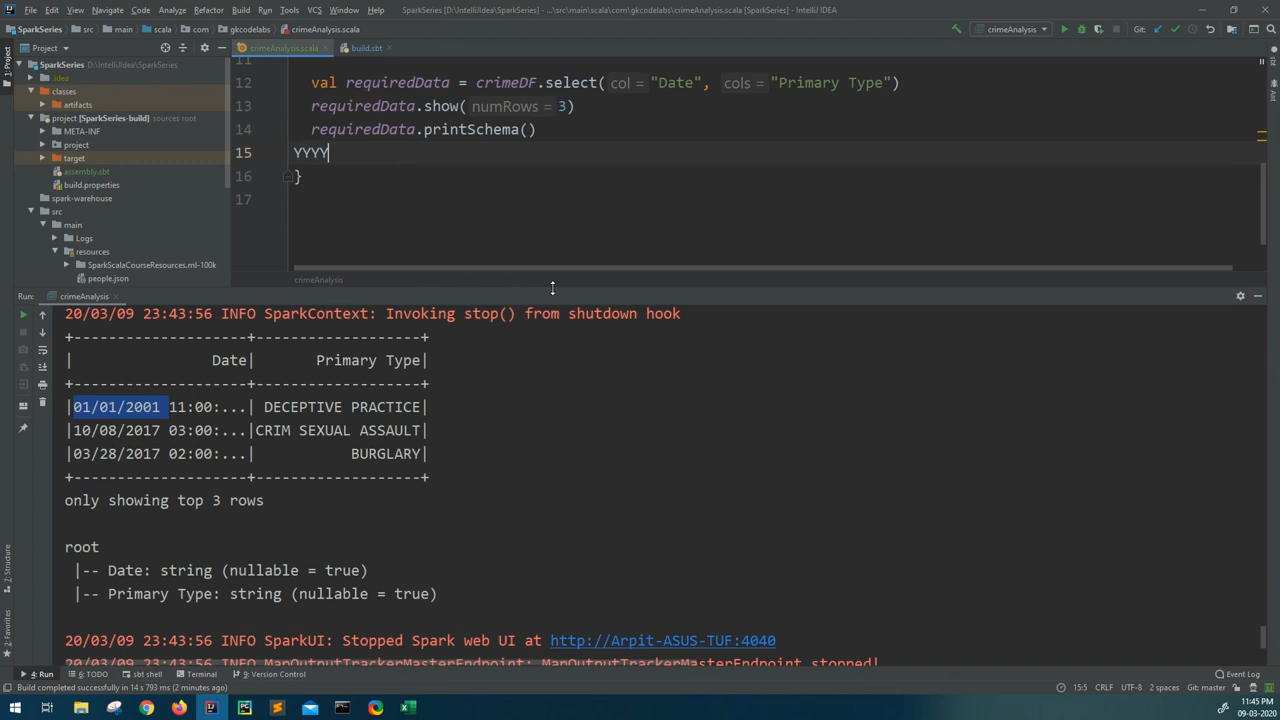 File Edit View Navigate Code Analyze Refactor Build Run Tools VCS Window Help SparkSeries [D:\IntelliJIdea\SparkSeries] - ...\src\main\scala\com\gkcodelabs\crimeAnalysis.scala [SparkSeries] - IntelliJ IDEA
SparkSeries src main scala com gkcodelabs crimeAnalysis.scala crimeAnalysis Git:
1: Project
Project crimeAnalysis.scala build.sbt
SparkSeries D:\IntelliJIdea\SparkSeries
.idea
classes
artifacts
project [SparkSeries-build] sources root
META-INF
project
target
assembly.sbt
build.properties
spark-warehouse
src
main
Logs
resources
SparkScalaCourseResources.ml-100k
people.json
Ant
11
12 val requiredData = crimeDF.select( col = "Date", cols = "Primary Type")
13 requiredData.show( numRows = 3)
14 requiredData.printSchema()
15 YYYY
16 }
17
crimeAnalysis
Run: crimeAnalysis
20/03/09 23:43:56 INFO SparkContext: Invoking stop() from shutdown hook
+--------------------+-------------------+
| Date| Primary Type|
+--------------------+-------------------+
|01/01/2001 11:00:...| DECEPTIVE PRACTICE|
|10/08/2017 03:00:...|CRIM SEXUAL ASSAULT|
|03/28/2017 02:00:...| BURGLARY|
+--------------------+-------------------+
only showing top 3 rows
root
|-- Date: string (nullable = true)
|-- Primary Type: string (nullable = true)
20/03/09 23:43:56 INFO SparkUI: Stopped Spark web UI at http://Arpit-ASUS-TUF:4040
20/03/09 23:43:56 INFO MapOutputTrackerMasterEndpoint: MapOutputTrackerMasterEndpoint stopped!
7: Structure
2: Favorites
4: Run 6: TODO sbt shell Terminal 9: Version Control Event Log
Build completed successfully in 14 s 793 ms (2 minutes ago) 15:5 CRLF UTF-8 2 spaces Git: master
11:45 PM
09-03-2020